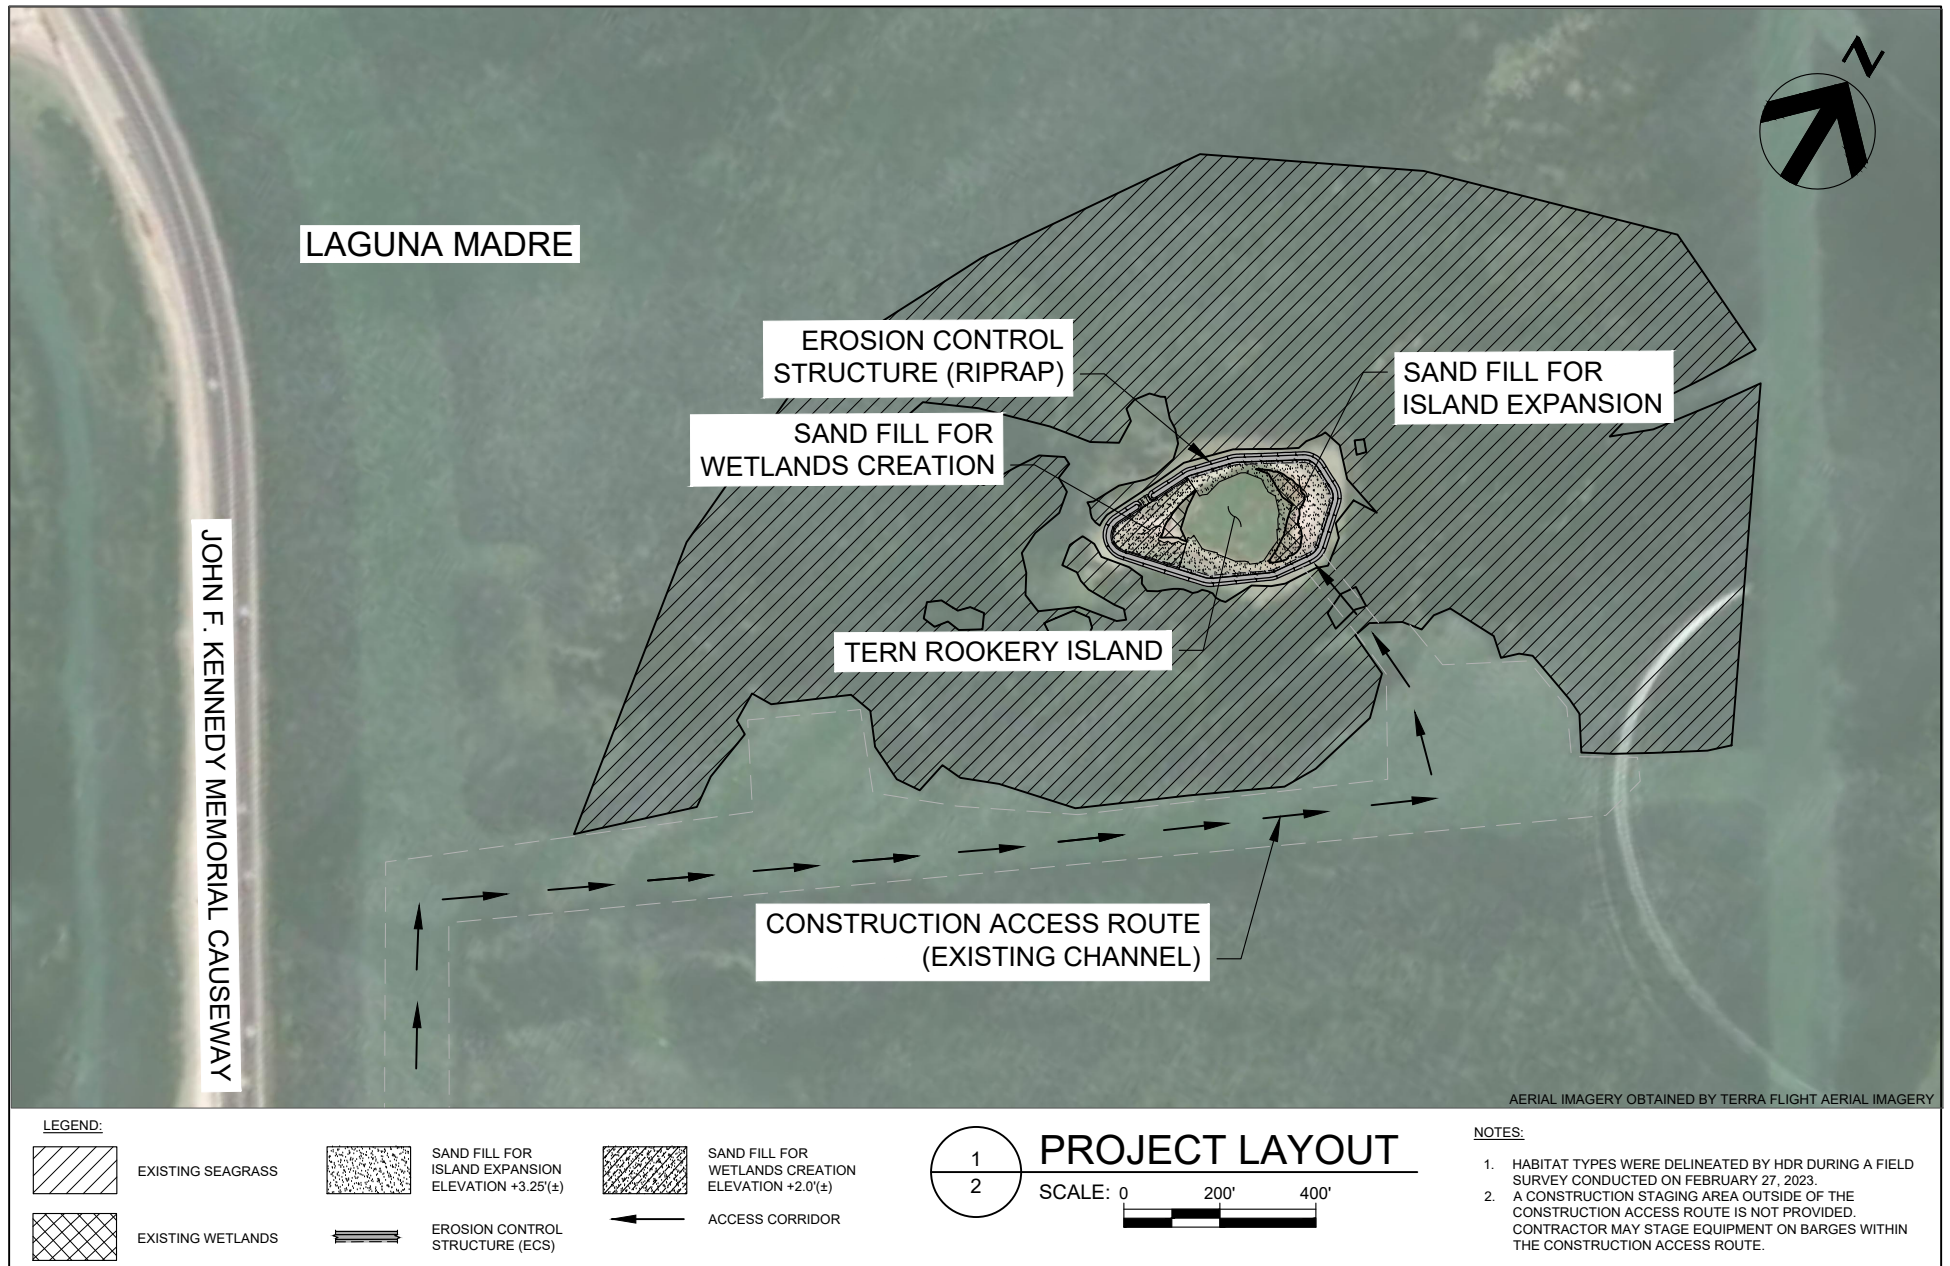 N
LAGUNA MADRE
EROSION CONTROL
STRUCTURE (RIPRAP)
SAND FILL FOR
ISLAND EXPANSION
SAND FILL FOR
WETLANDS CREATION
JOHN F. KENNEDY MEMORIAL CAUSEWAY
TERN ROOKERY ISLAND
CONSTRUCTION ACCESS ROUTE
(EXISTING CHANNEL)
AERIAL IMAGERY OBTAINED BY TERRA FLIGHT AERIAL IMAGERY
LEGEND:
EXISTING SEAGRASS
EXISTING WETLANDS
SAND FILL FOR
ISLAND EXPANSION
ELEVATION +3.25'(±)
EROSION CONTROL
STRUCTURE (ECS)
SAND FILL FOR
WETLANDS CREATION
ELEVATION +2.0'(±)
ACCESS CORRIDOR
1
2
PROJECT LAYOUT
SCALE: 0 200' 400'
NOTES:
1. HABITAT TYPES WERE DELINEATED BY HDR DURING A FIELD
SURVEY CONDUCTED ON FEBRUARY 27, 2023.
2. A CONSTRUCTION STAGING AREA OUTSIDE OF THE
CONSTRUCTION ACCESS ROUTE IS NOT PROVIDED.
CONTRACTOR MAY STAGE EQUIPMENT ON BARGES WITHIN
THE CONSTRUCTION ACCESS ROUTE.